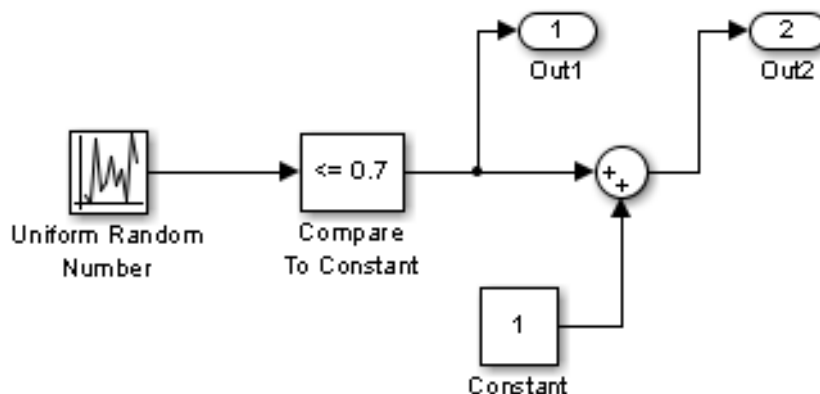 1
Out1
2
Out2
<= 0.7
Uniform Random
Number
Compare
To Constant
++
1
Constant